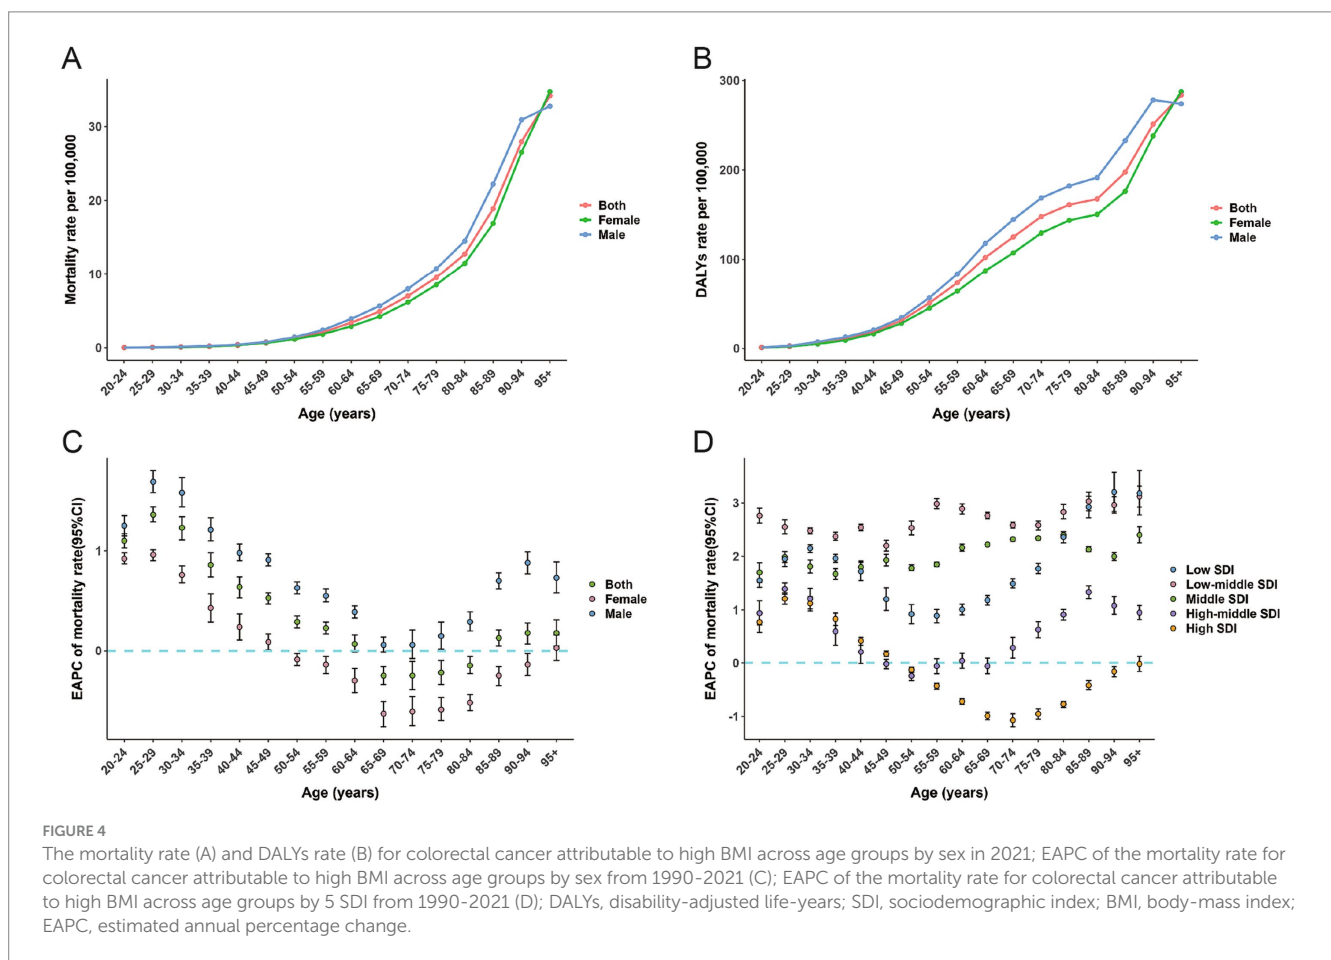 A
Mortality rate per 100,000
30
20
10
0
20-24
25-29
30-34
35-39
40-44
45-49
50-54
55-59
60-64
65-69
70-74
75-79
80-84
85-89
90-94
95+
Age (years)
Both
Female
Male
B
DALYs rate per 100,000
300
200
100
0
20-24
25-29
30-34
35-39
40-44
45-49
50-54
55-59
60-64
65-69
70-74
75-79
80-84
85-89
90-94
95+
Age (years)
Both
Female
Male
C
EAPC of mortality rate(95%CI)
1
0
20-24
25-29
30-34
35-39
40-44
45-49
50-54
55-59
60-64
65-69
70-74
75-79
80-84
85-89
90-94
95+
Age (years)
Both
Female
Male
D
EAPC of mortality rate(95%CI)
3
2
1
0
-1
20-24
25-29
30-34
35-39
40-44
45-49
50-54
55-59
60-64
65-69
70-74
75-79
80-84
85-89
90-94
95+
Age (years)
Low SDI
Low-middle SDI
Middle SDI
High-middle SDI
High SDI
FIGURE 4
The mortality rate (A) and DALYs rate (B) for colorectal cancer attributable to high BMI across age groups by sex in 2021; EAPC of the mortality rate for
colorectal cancer attributable to high BMI across age groups by sex from 1990-2021 (C); EAPC of the mortality rate for colorectal cancer attributable
to high BMI across age groups by 5 SDI from 1990-2021 (D); DALYs, disability-adjusted life-years; SDI, sociodemographic index; BMI, body-mass index;
EAPC, estimated annual percentage change.